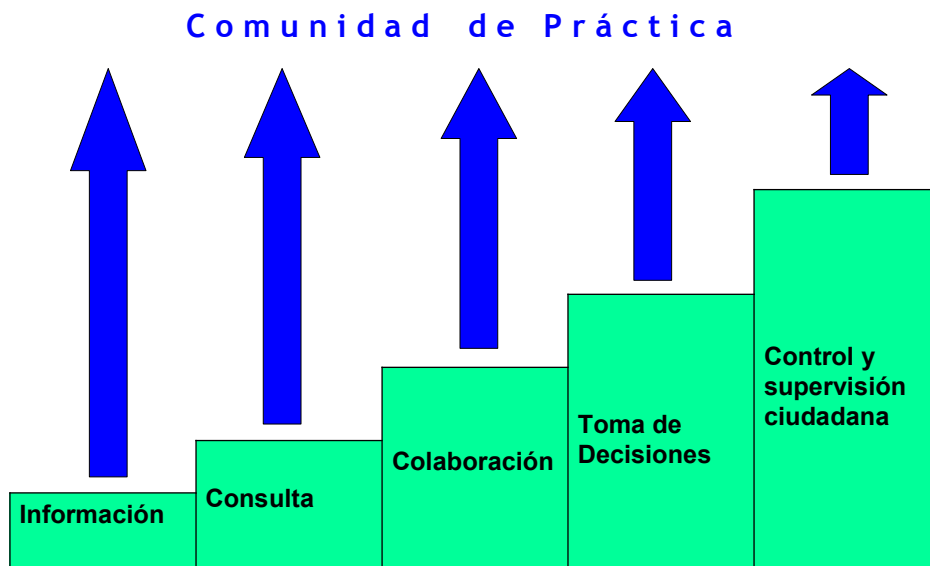 Comunidad de Práctica
Información
Consulta
Colaboración
Toma de
Decisiones
Control y
supervisión
ciudadana